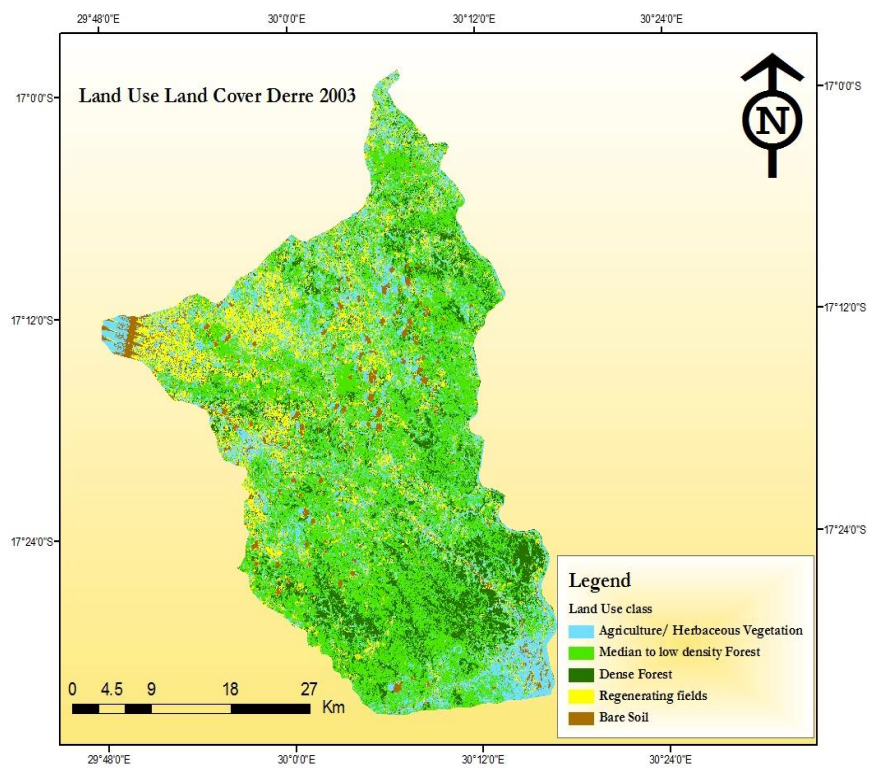 29°48'0"E 30°0'0"E 30°12'0"E 30°24'0"E
Land Use Land Cover Derre 2003
N
17°0'0"S 17°0'0"S
17°12'0"S 17°12'0"S
17°24'0"S 17°24'0"S
Legend
Land Use class
Agriculture/ Herbaceous Vegetation
Median to low density Forest
Dense Forest
Regenerating fields
Bare Soil
0 4.5 9 18 27
Km
29°48'0"E 30°0'0"E 30°12'0"E 30°24'0"E